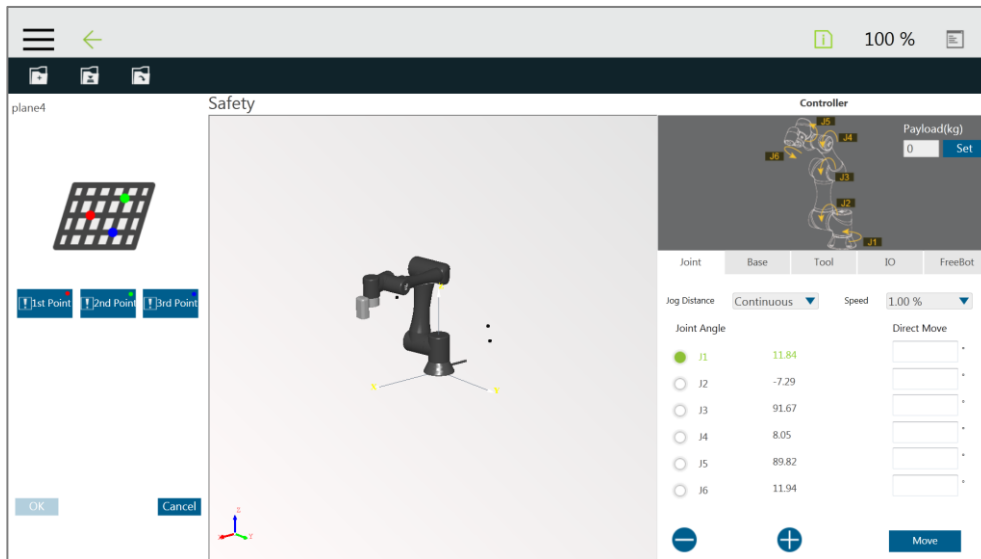 100 %
plane4
Safety
Controller
J5
J4
J6
J3
J2
J1
Payload(kg)
0 Set
Joint Base Tool IO FreeBot
1st Point 2nd Point 3rd Point
Jog Distance Continuous Speed 1.00 %
Joint Angle Direct Move
J1 11.84 °
J2 -7.29 °
J3 91.67 °
J4 8.05 °
J5 89.82 °
J6 11.94 °
OK Cancel
Move